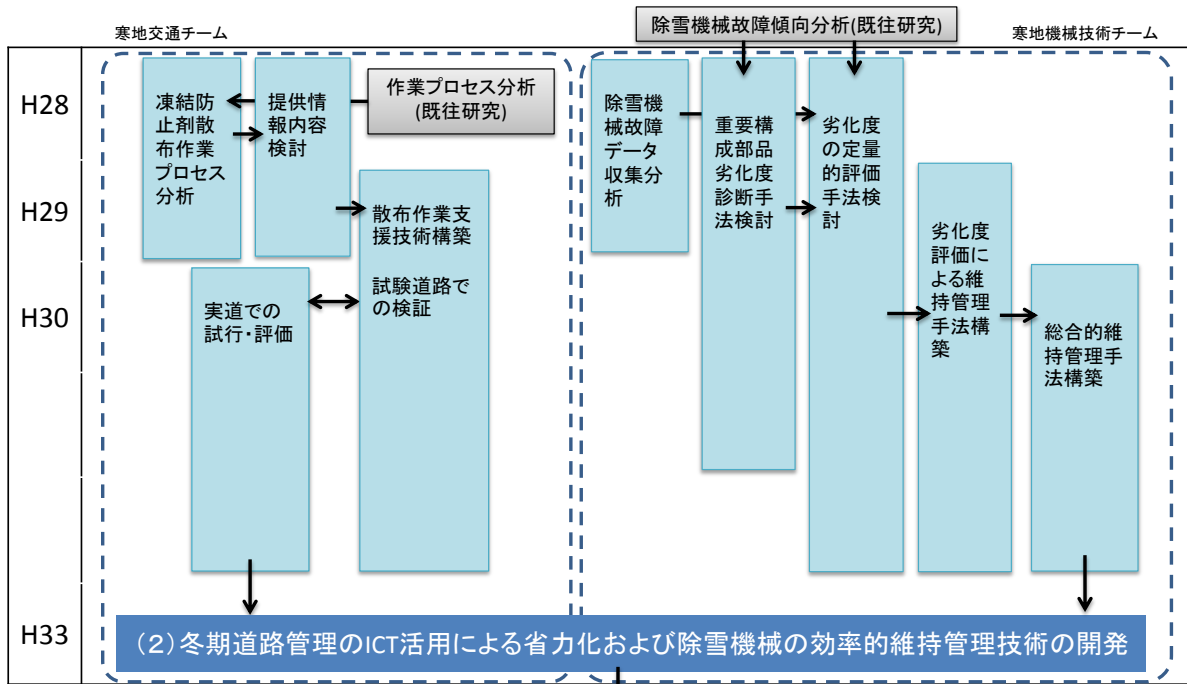 寒地交通チーム
除雪機械故障傾向分析(既往研究)
寒地機械技術チーム
H28
H29
H30
H33
凍結防
止剤散
布作業
プロセス
分析
提供情
報内容
検討
作業プロセス分析
(既往研究)
散布作業支
援技術構築
試験道路で
の検証
実道での
試行・評価
除雪機
械故障
データ
収集分
析
重要構
成部品
劣化度
診断手
法検討
劣化度
の定量
的評価
手法検
討
劣化度
評価に
よる維
持管理
手法構
築
総合的維
持管理手
法構築
(2)冬期道路管理のICT活用による省力化および除雪機械の効率的維持管理技術の開発